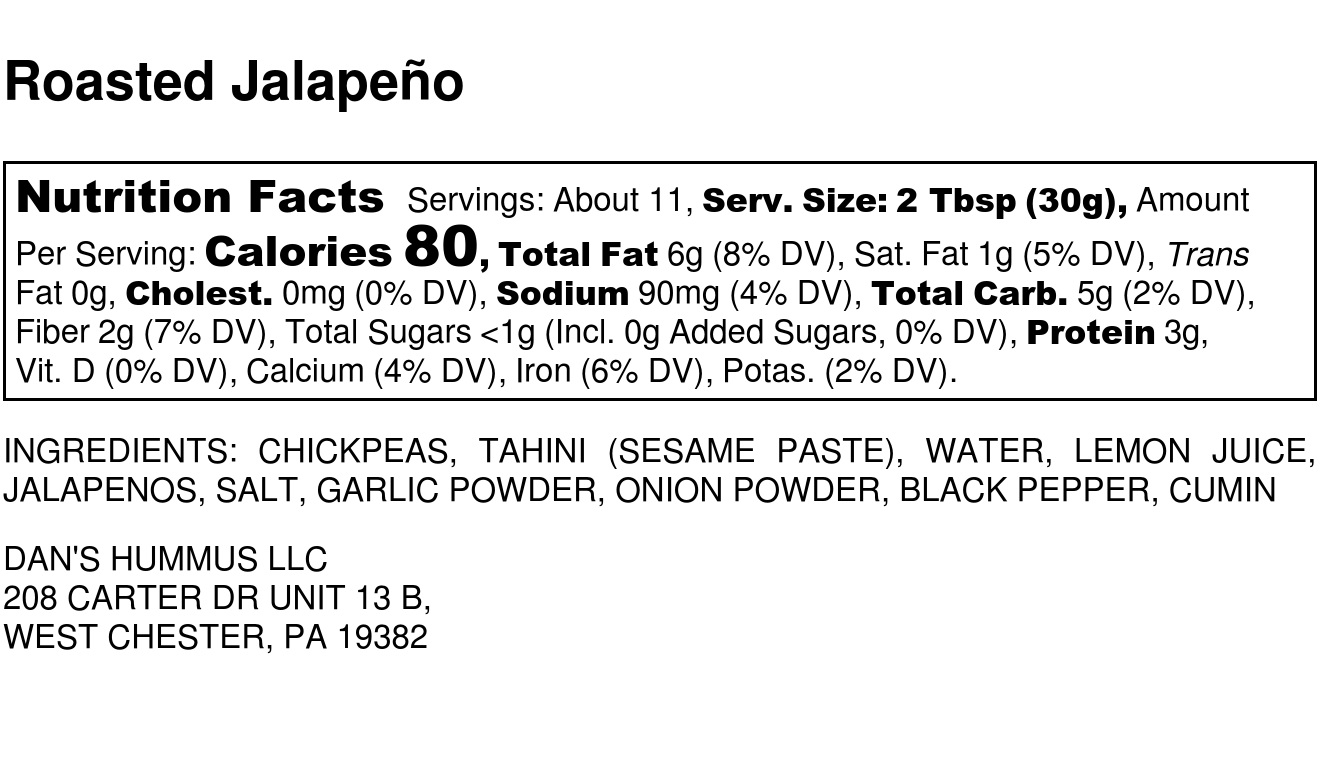 Roasted Jalapeño
Nutrition Facts Servings: About 11, Serv. Size: 2 Tbsp (30g), Amount
Per Serving: Calories 80, Total Fat 6g (8% DV), Sat. Fat 1g (5% DV), Trans
Fat 0g, Cholest. 0mg (0% DV), Sodium 90mg (4% DV), Total Carb. 5g (2% DV),
Fiber 2g (7% DV), Total Sugars <1g (Incl. 0g Added Sugars, 0% DV), Protein 3g,
Vit. D (0% DV), Calcium (4% DV), Iron (6% DV), Potas. (2% DV).
INGREDIENTS: CHICKPEAS, TAHINI (SESAME PASTE), WATER, LEMON JUICE,
JALAPENOS, SALT, GARLIC POWDER, ONION POWDER, BLACK PEPPER, CUMIN
DAN'S HUMMUS LLC
208 CARTER DR UNIT 13 B,
WEST CHESTER, PA 19382